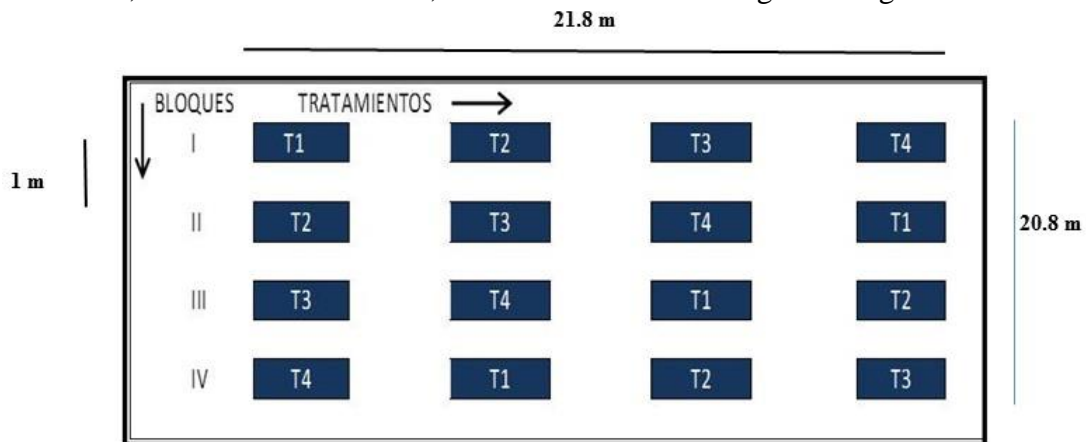 21.8 m
BLOQUES TRATAMIENTOS
I T1 T2 T3 T4
1 m
II T2 T3 T4 T1
20.8 m
III T3 T4 T1 T2
IV T4 T1 T2 T3